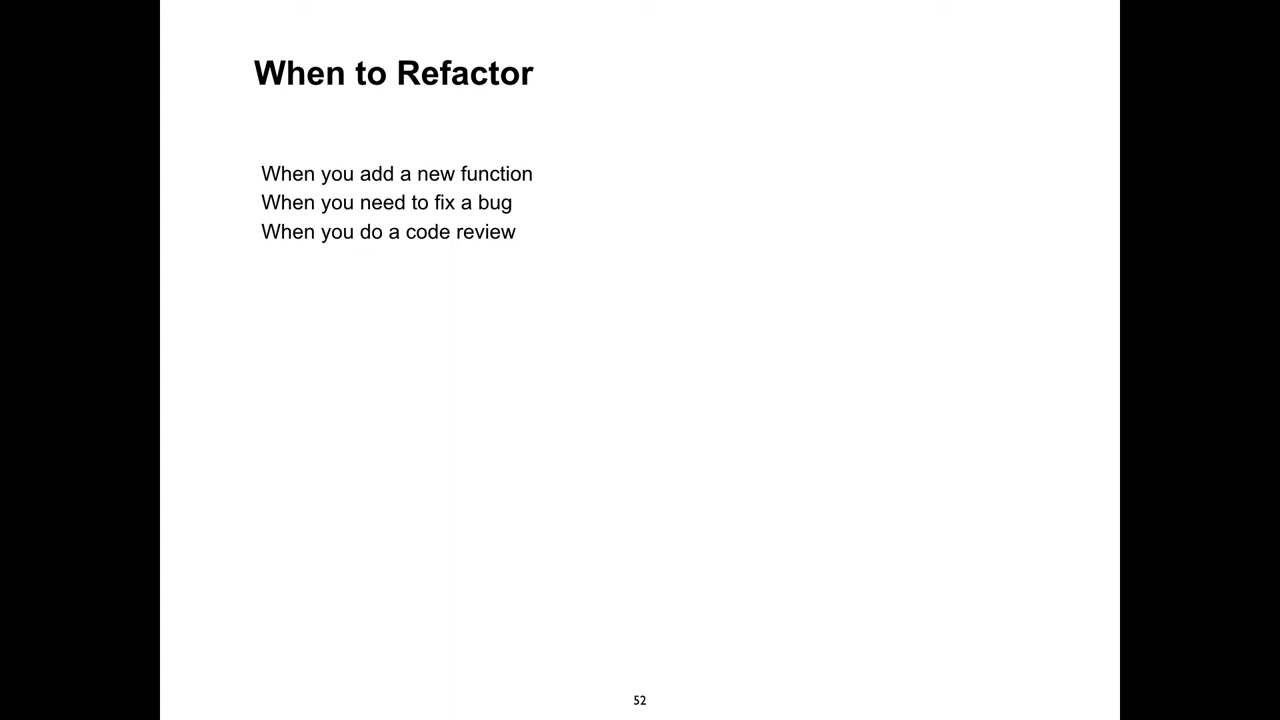 When to Refactor
When you add a new function
When you need to fix a bug
When you do a code review
52